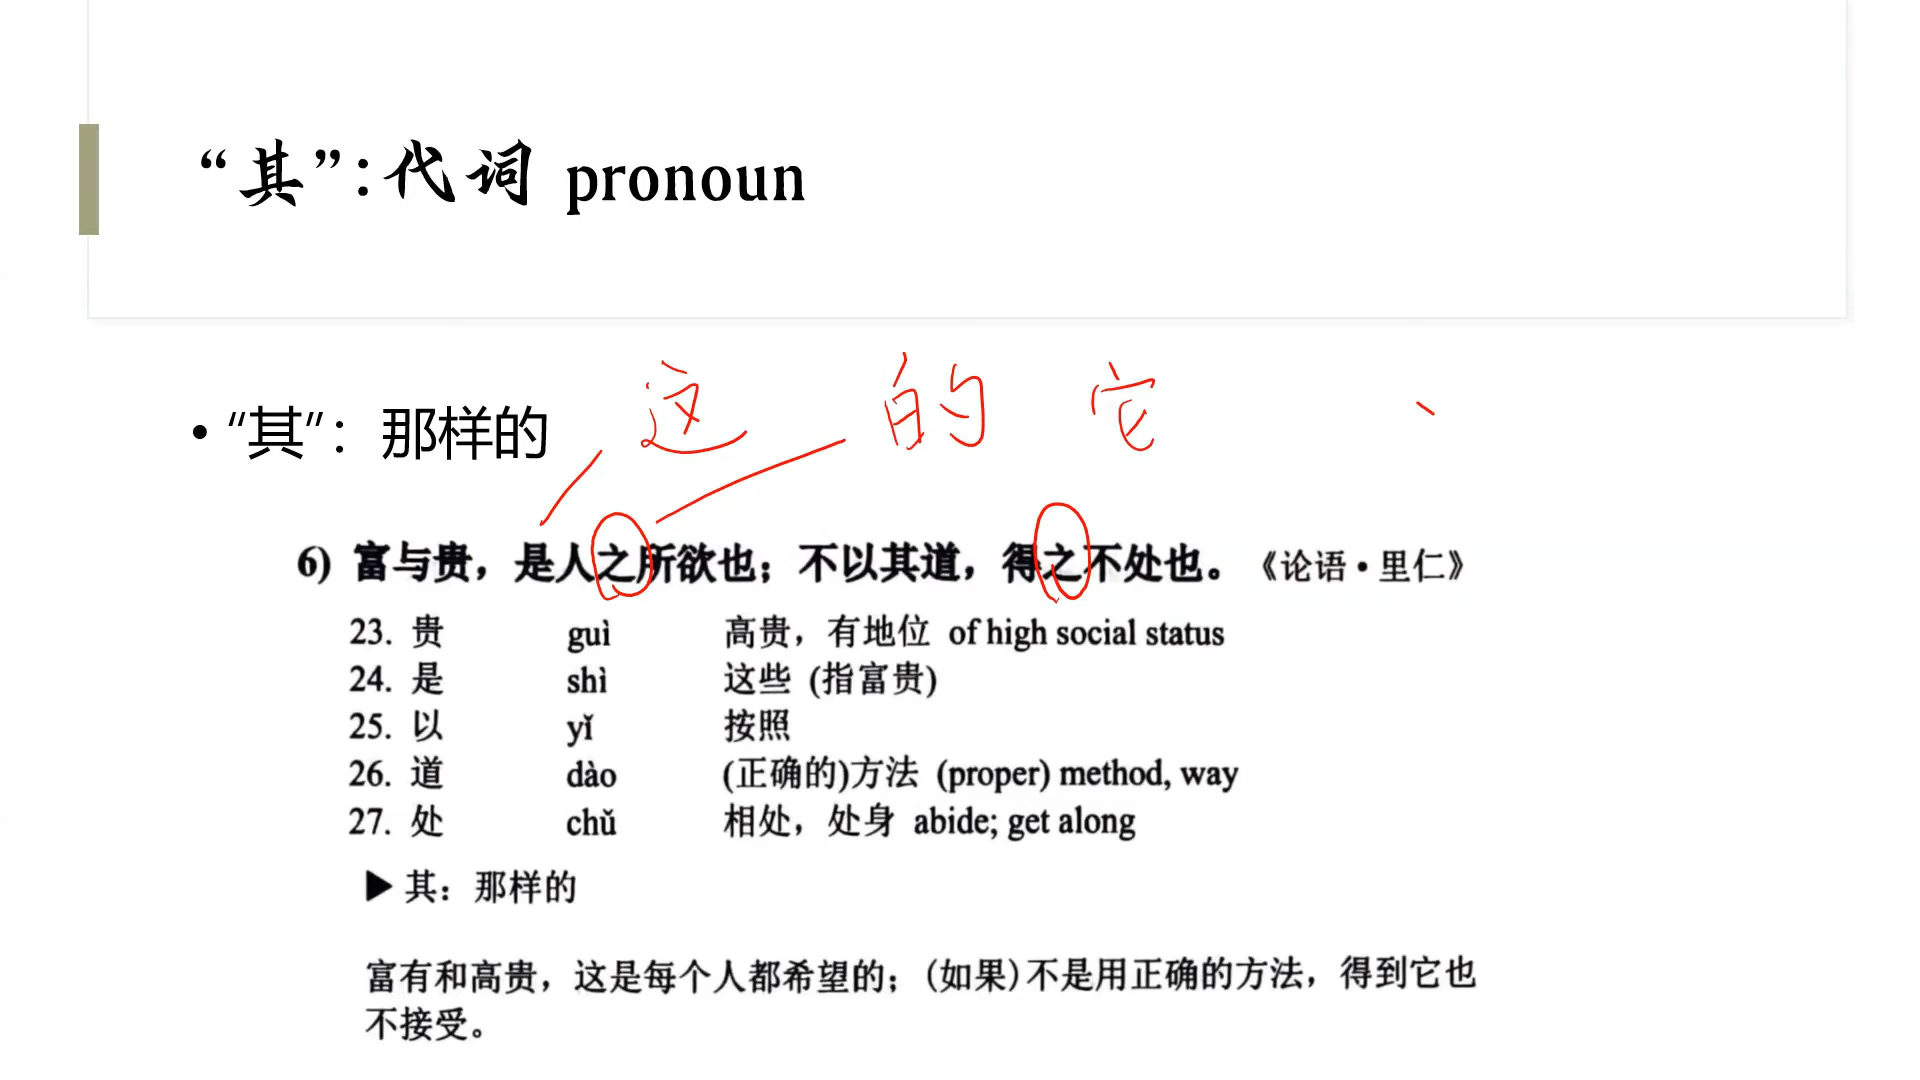 “其”:代词 pronoun
• “其”：那样的 这 的 它
6) 富与贵，是人之所欲也；不以其道，得之不处也。《论语·里仁》
23. 贵 guì 高贵，有地位 of high social status
24. 是 shì 这些 (指富贵)
25. 以 yǐ 按照
26. 道 dào (正确的)方法 (proper) method, way
27. 处 chǔ 相处，处身 abide; get along
▶ 其：那样的
富有和高贵，这是每个人都希望的；(如果)不是用正确的方法，得到它也
不接受。